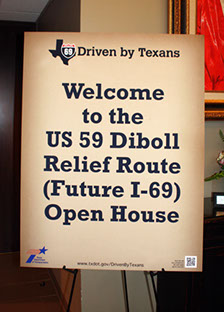 69 Driven by Texans
Welcome
to the
US 59 Diboll
Relief Route
(Future I-69)
Open House
www.txdot.gov/DrivenByTexans